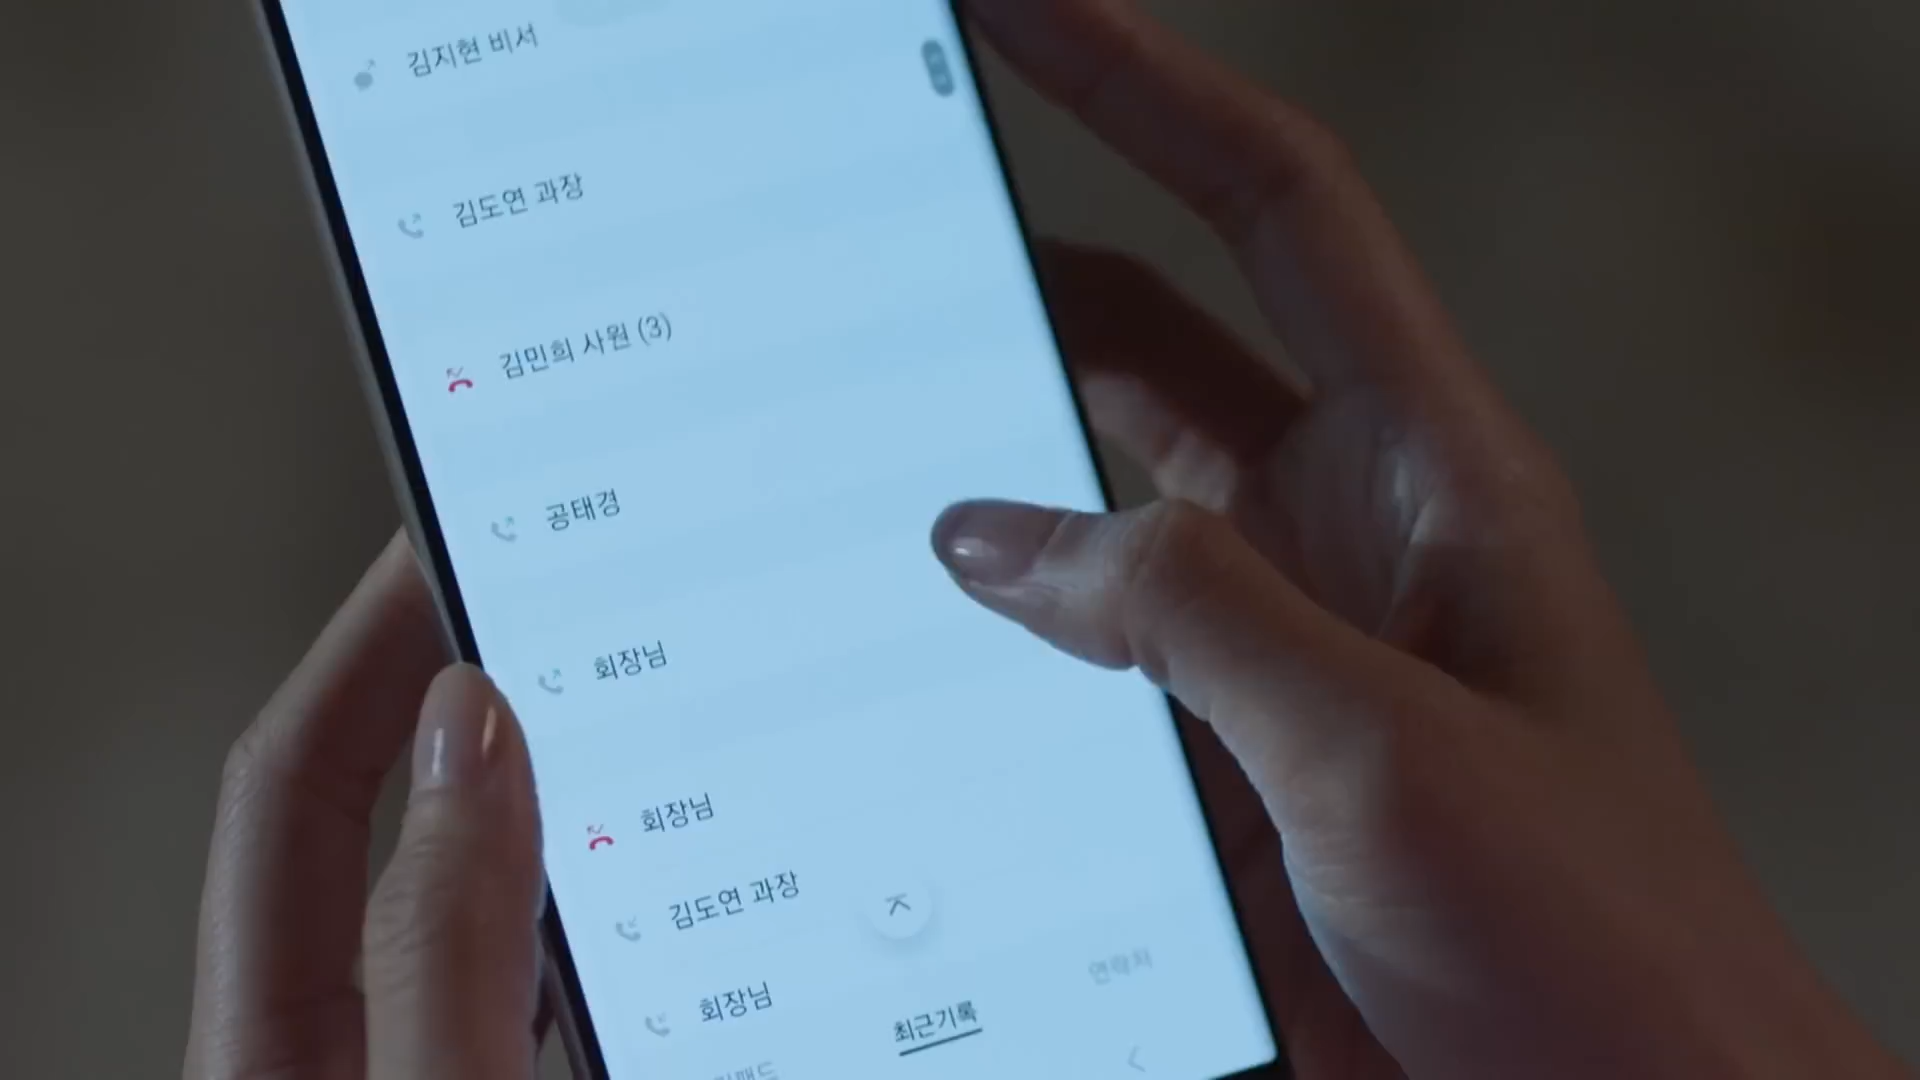 김지현 비서
김도연 과장
김민희 사원 (3)
공태경
회장님
회장님
김도연 과장
회장님
최근기록
연락처